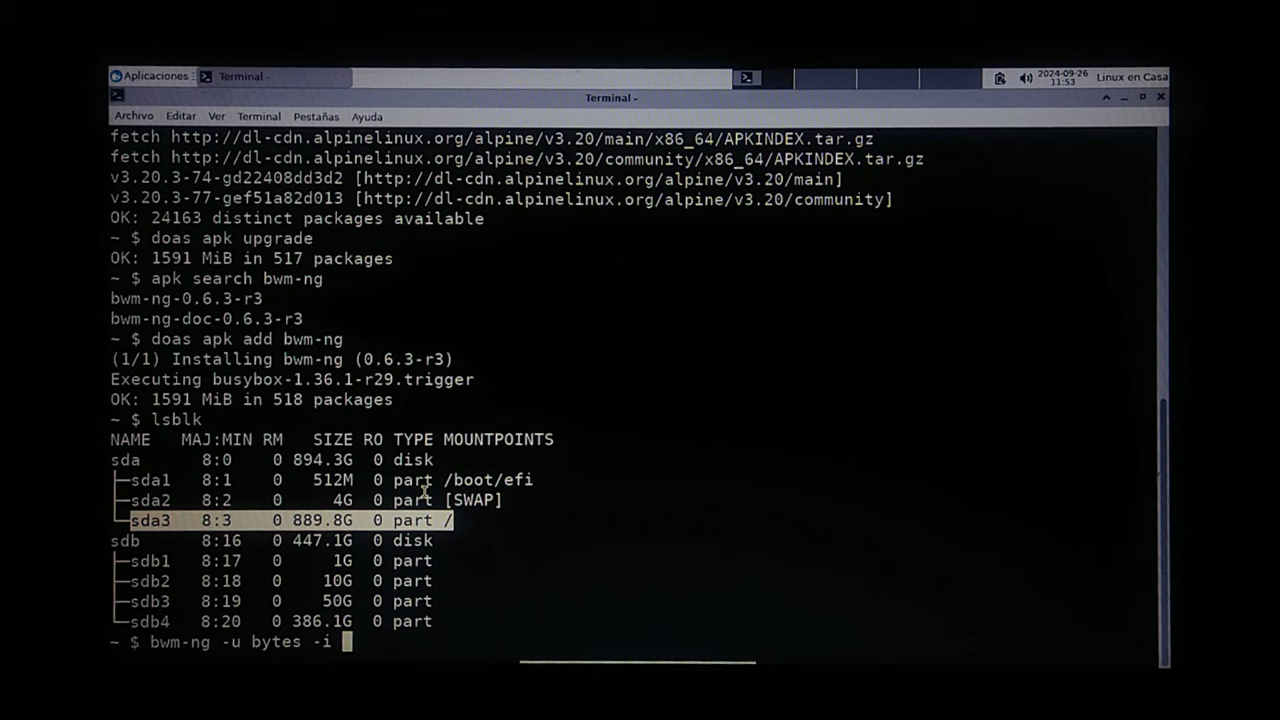 Aplicaciones
Terminal -
2024-09-26
11:53
Linux en Casa
Terminal -
Archivo Editar Ver Terminal Pestañas Ayuda
fetch http://dl-cdn.alpinelinux.org/alpine/v3.20/main/x86_64/APKINDEX.tar.gz
fetch http://dl-cdn.alpinelinux.org/alpine/v3.20/community/x86_64/APKINDEX.tar.gz
v3.20.3-74-gd22408dd3d2 [http://dl-cdn.alpinelinux.org/alpine/v3.20/main]
v3.20.3-77-gef51a82d013 [http://dl-cdn.alpinelinux.org/alpine/v3.20/community]
OK: 24163 distinct packages available
~ $ doas apk upgrade
OK: 1591 MiB in 517 packages
~ $ apk search bwm-ng
bwm-ng-0.6.3-r3
bwm-ng-doc-0.6.3-r3
~ $ doas apk add bwm-ng
(1/1) Installing bwm-ng (0.6.3-r3)
Executing busybox-1.36.1-r29.trigger
OK: 1591 MiB in 518 packages
~ $ lsblk
NAME   MAJ:MIN RM   SIZE RO TYPE MOUNTPOINTS
sda      8:0    0 894.3G  0 disk
├─sda1   8:1    0   512M  0 part /boot/efi
├─sda2   8:2    0     4G  0 part [SWAP]
└─sda3   8:3    0 889.8G  0 part /
sdb      8:16   0 447.1G  0 disk
├─sdb1   8:17   0     1G  0 part
├─sdb2   8:18   0    10G  0 part
├─sdb3   8:19   0    50G  0 part
└─sdb4   8:20   0 386.1G  0 part
~ $ bwm-ng -u bytes -i